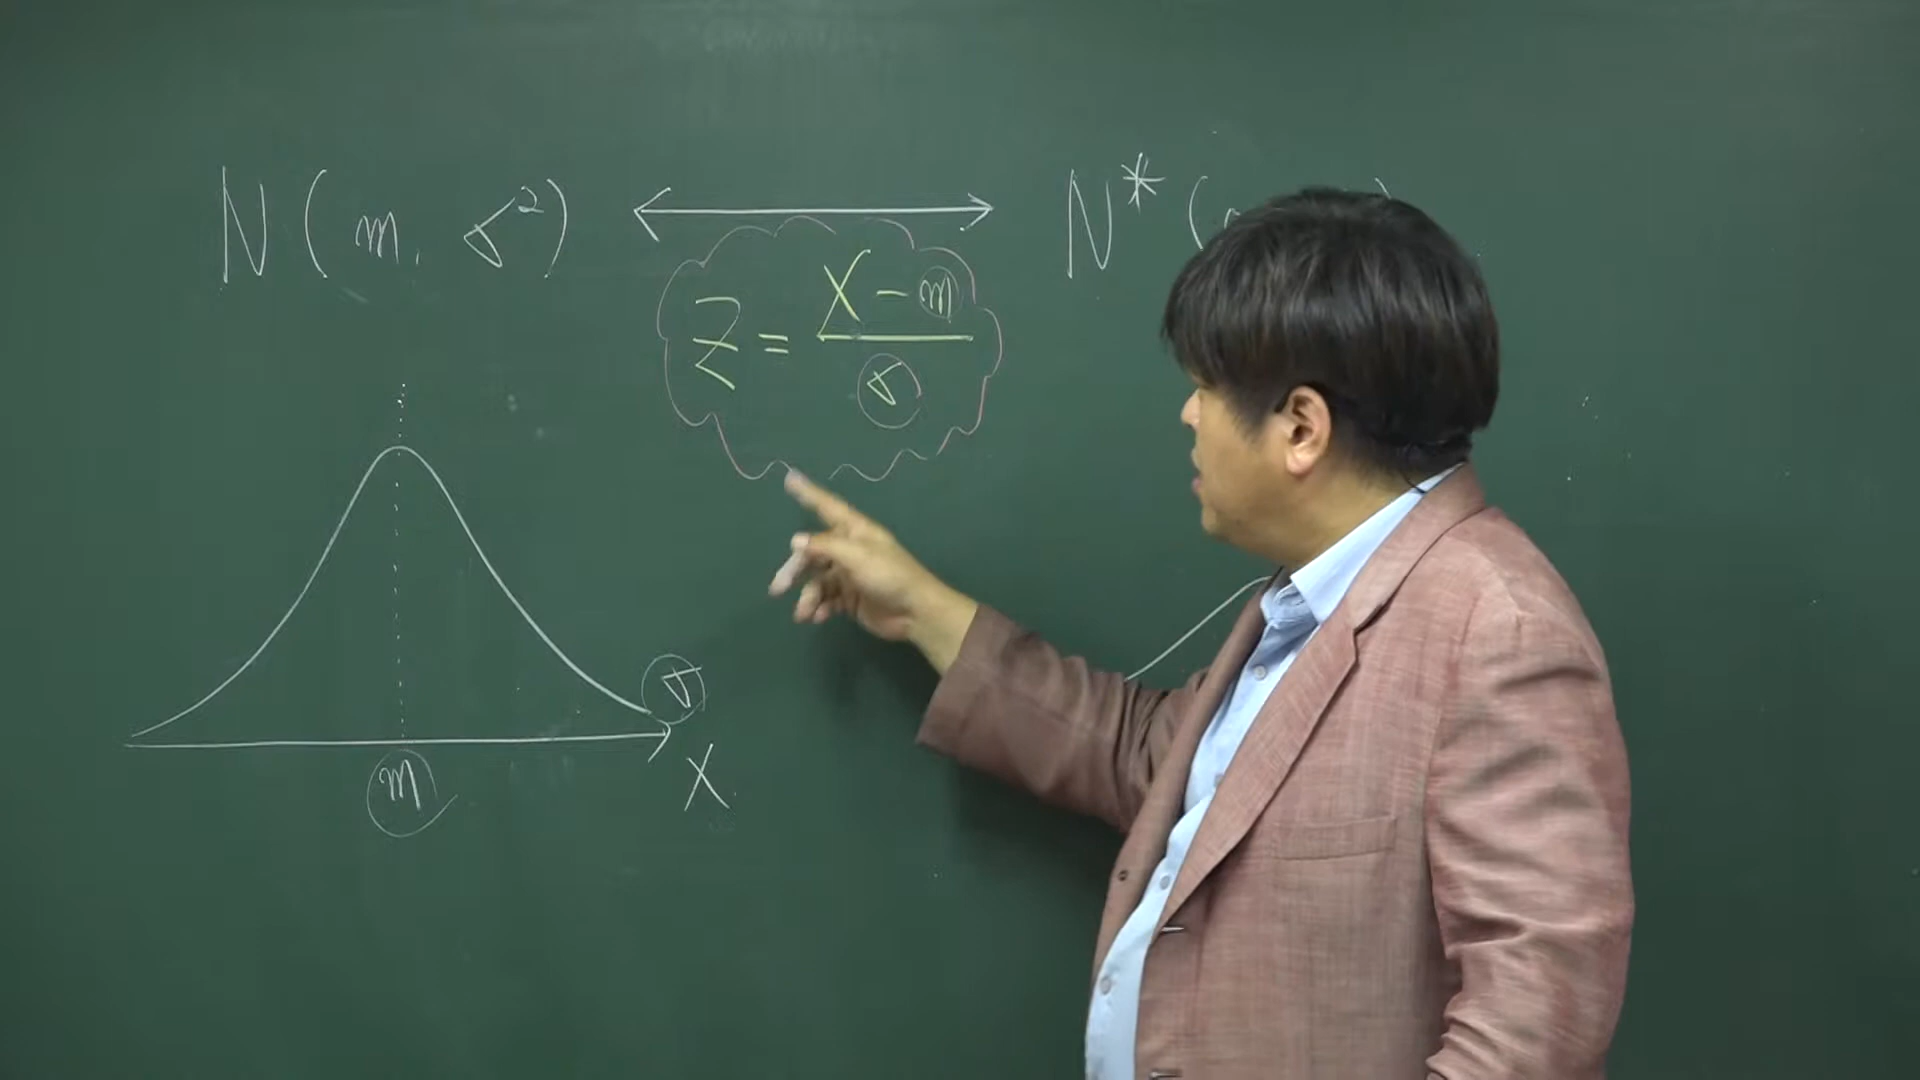 N(m, σ²) ↔ N*(
Z = (X - m) / σ
σ
m
X